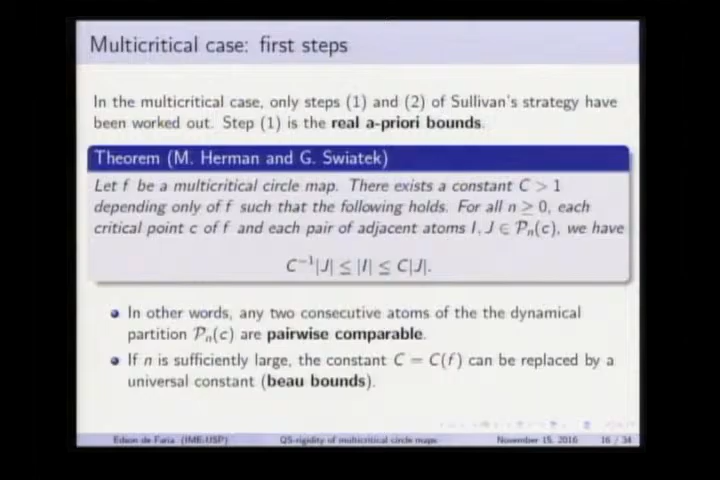 Multicritical case: first steps
In the multicritical case, only steps (1) and (2) of Sullivan's strategy have
been worked out. Step (1) is the real a-priori bounds.
Theorem (M. Herman and G. Swiatek)
Let f be a multicritical circle map. There exists a constant C > 1
depending only of f such that the following holds. For all n ≥ 0, each
critical point c of f and each pair of adjacent atoms I, J ∈ Pₙ(c), we have
C⁻¹|J| ≤ |I| ≤ C|J|.
In other words, any two consecutive atoms of the the dynamical
partition Pₙ(c) are pairwise comparable.
If n is sufficiently large, the constant C = C(f) can be replaced by a
universal constant (beau bounds).
Edson de Faria (IME-USP) QS-rigidity of multicritical circle maps November 15, 2016 16 / 34